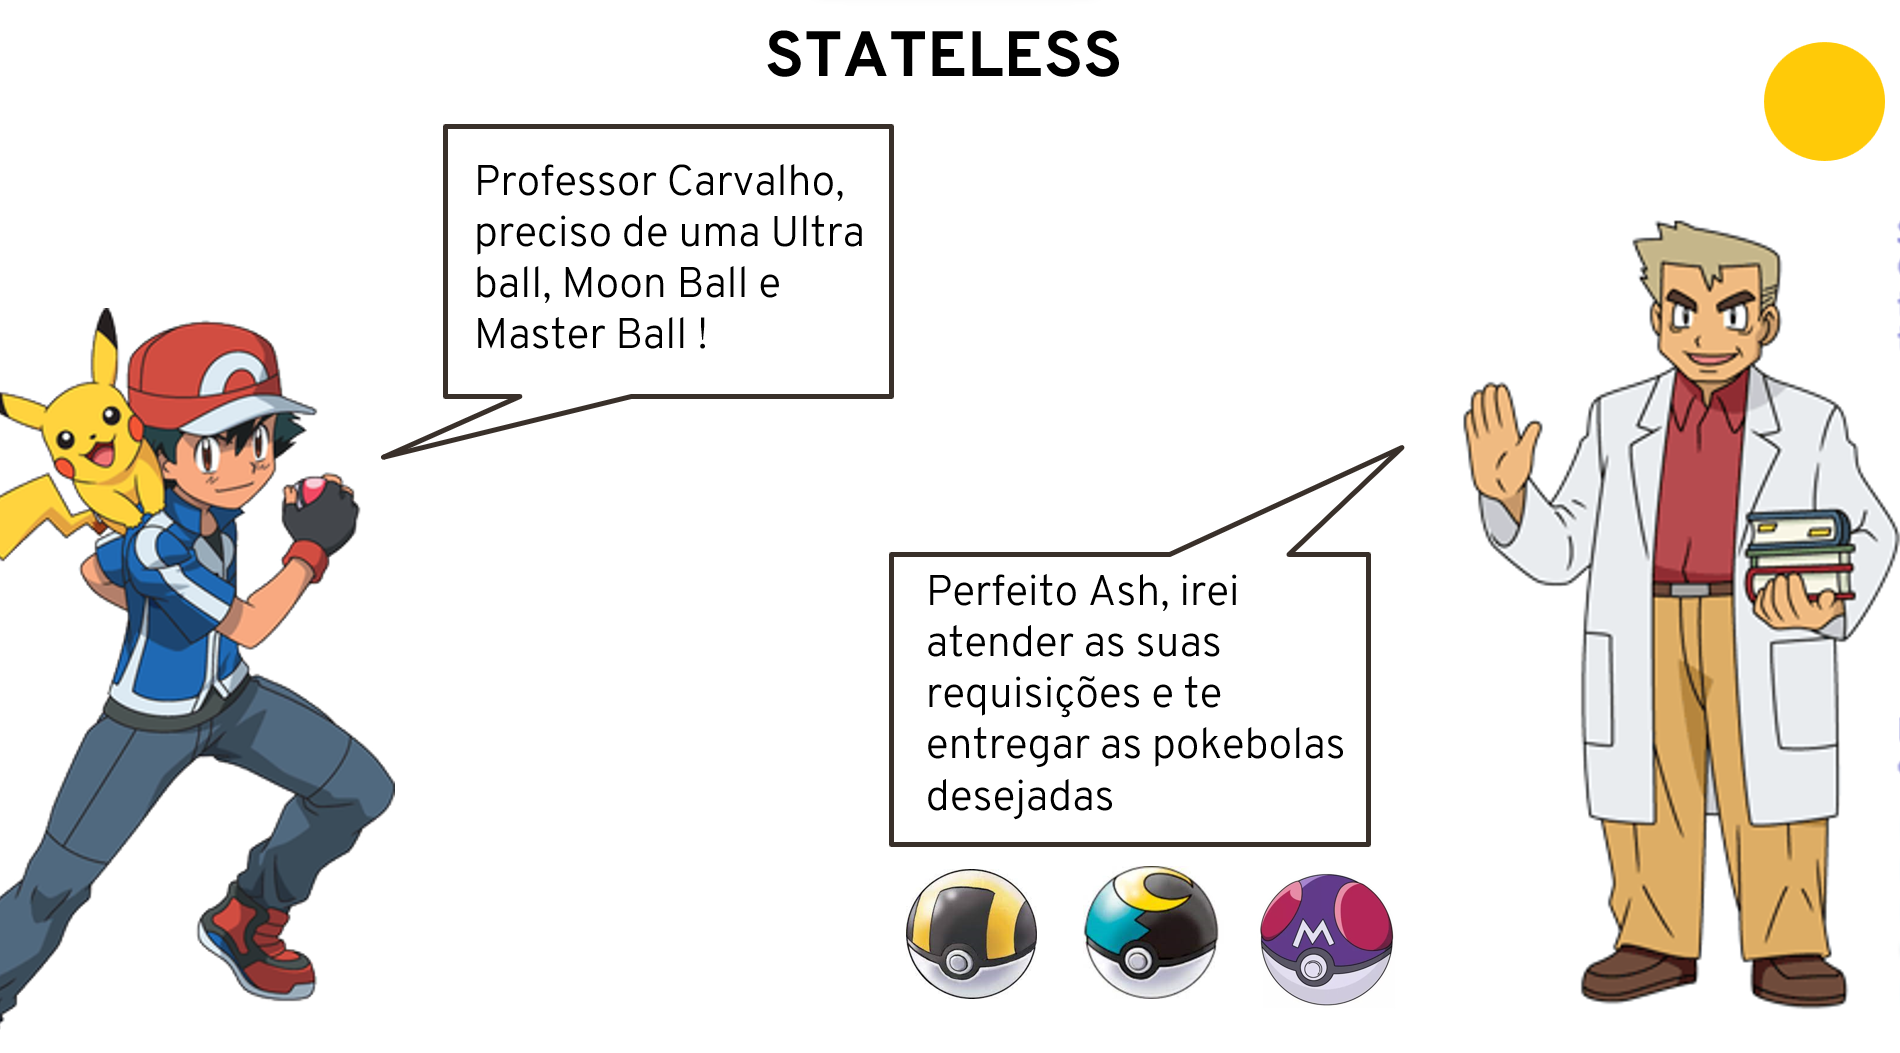 STATELESS
Professor Carvalho,
preciso de uma Ultra
ball, Moon Ball e
Master Ball !
Perfeito Ash, irei
atender as suas
requisições e te
entregar as pokebolas
desejadas
M